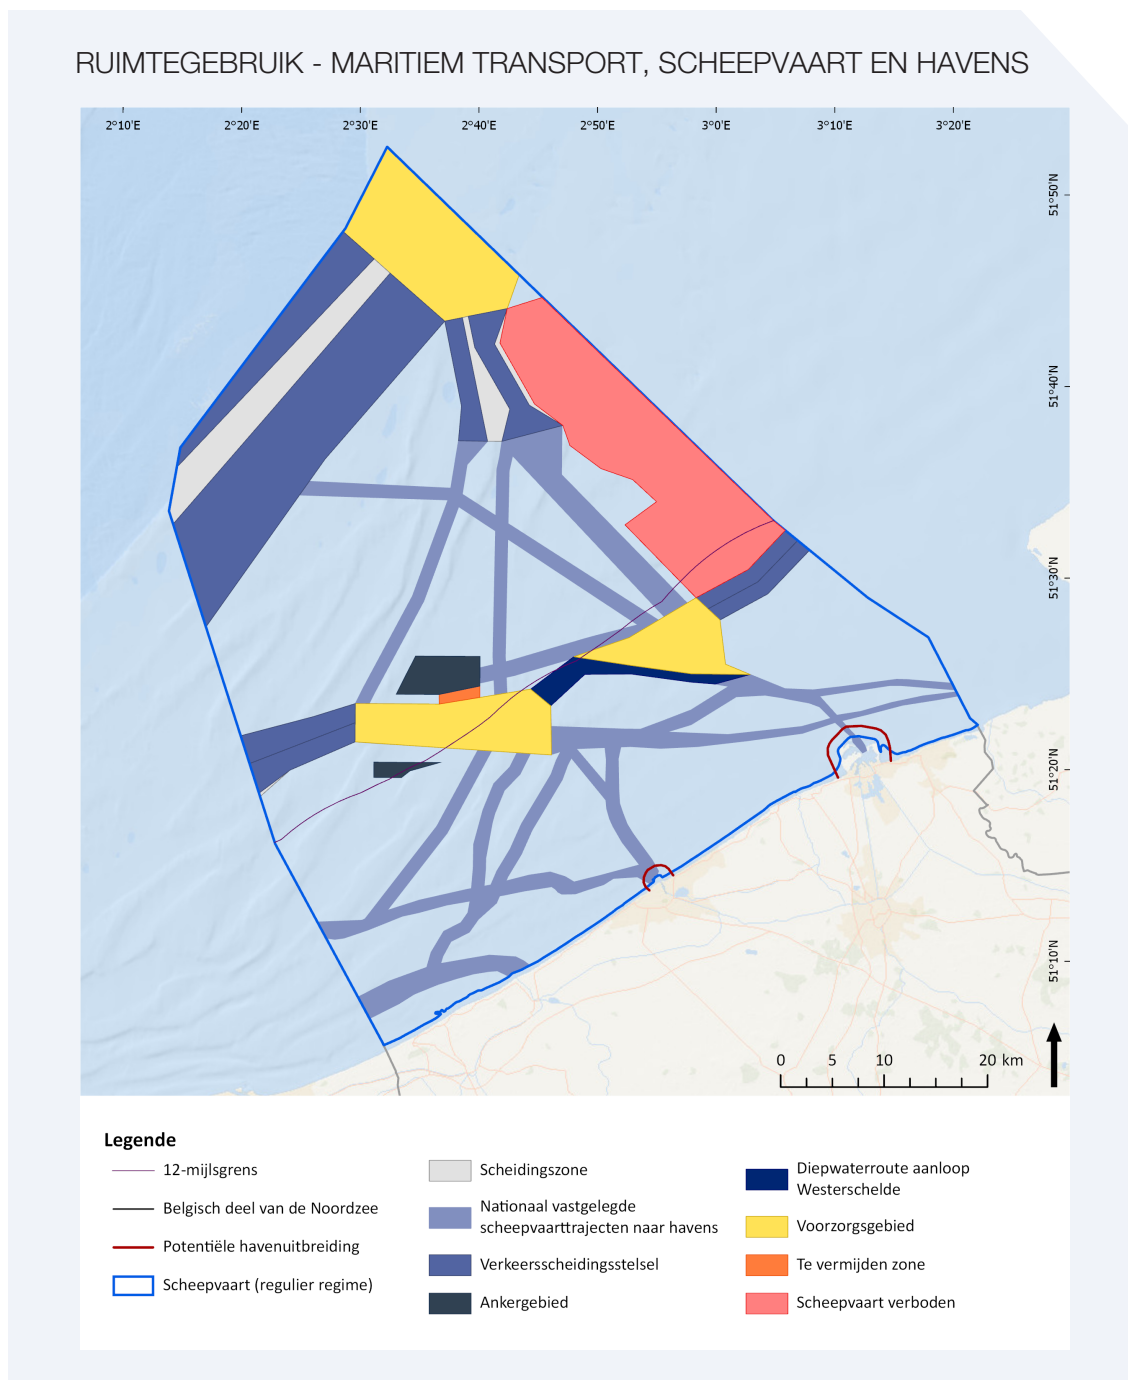 RUIMTEGEBRUIK - MARITIEM TRANSPORT, SCHEEPVAART EN HAVENS
2°10'E 2°20'E 2°30'E 2°40'E 2°50'E 3°0'E 3°10'E 3°20'E
51°50'N
51°40'N
51°30'N
51°20'N
51°10'N
0 5 10 20 km
Legende
12-mijlsgrens
Belgisch deel van de Noordzee
Potentiële havenuitbreiding
Scheepvaart (regulier regime)
Scheidingszone
Nationaal vastgelegde
scheepvaarttrajecten naar havens
Verkeersscheidingsstelsel
Ankergebied
Diepwaterroute aanloop
Westerschelde
Voorzorgsgebied
Te vermijden zone
Scheepvaart verboden